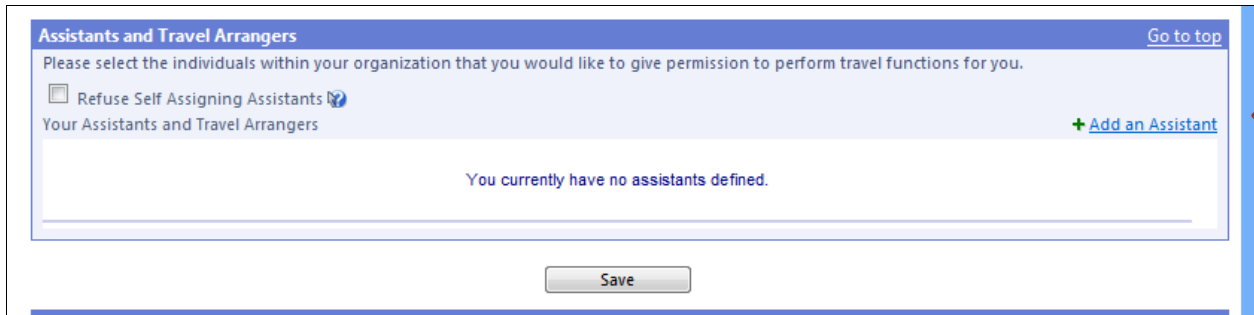 Assistants and Travel Arrangers Go to top
Please select the individuals within your organization that you would like to give permission to perform travel functions for you.
Refuse Self Assigning Assistants
Your Assistants and Travel Arrangers + Add an Assistant
You currently have no assistants defined.
Save